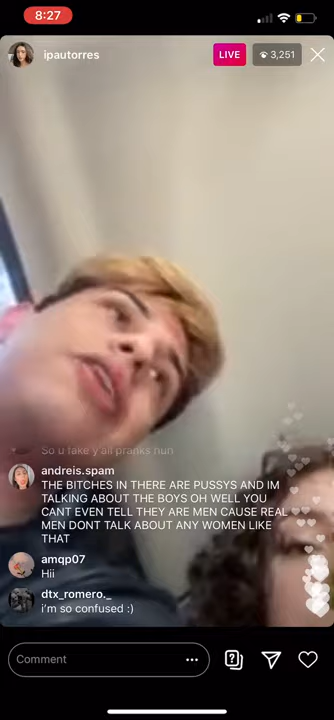 8:27
ipautorres
LIVE
3,251
So u fake y'all pranks nun
andreis.spam
THE BITCHES IN THERE ARE PUSSYS AND IM
TALKING ABOUT THE BOYS OH WELL YOU
CANT EVEN TELL THEY ARE MEN CAUSE REAL
MEN DONT TALK ABOUT ANY WOMEN LIKE
THAT
amqp07
Hii
dtx_romero._
i'm so confused :)
Comment